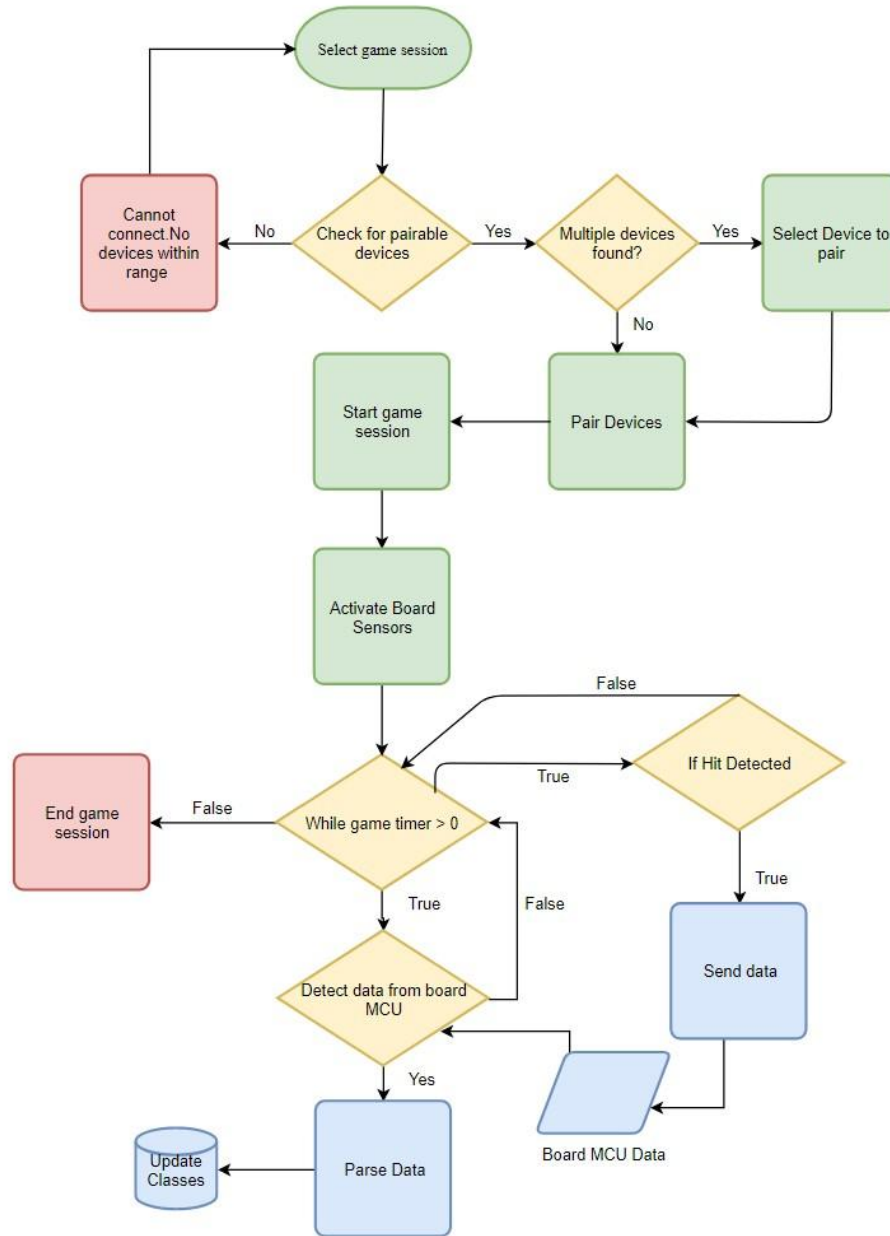 Select game session
Cannot
connect.No
devices within
range
No
Check for pairable
devices
Yes
Multiple devices
found?
Yes
Select Device to
pair
No
Start game
session
Pair Devices
Activate Board
Sensors
False
True
If Hit Detected
End game
session
False
While game timer > 0
True
False
True
Send data
Detect data from board
MCU
Yes
Board MCU Data
Update
Classes
Parse Data